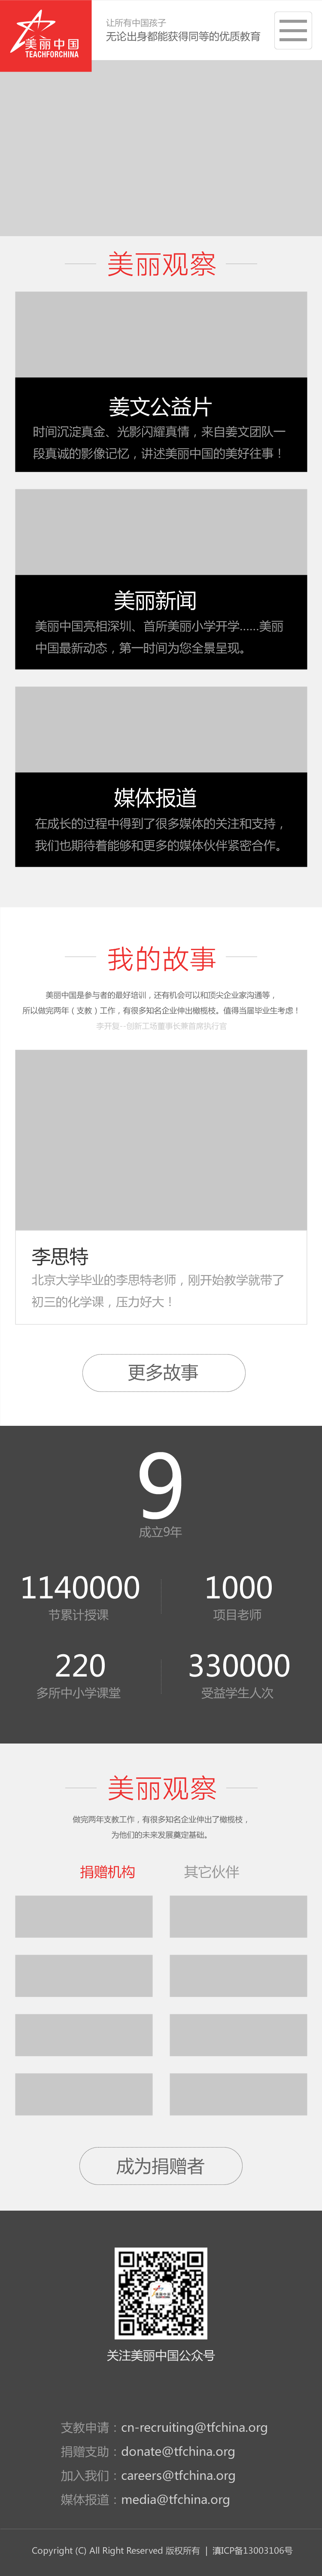 美丽中国
TEACHFORCHINA
让所有中国孩子
无论出身都能获得同等的优质教育
美丽观察
姜文公益片
时间沉淀真金、光影闪耀真情，来自姜文团队一
段真诚的影像记忆，讲述美丽中国的美好往事！
美丽新闻
美丽中国亮相深圳、首所美丽小学开学......美丽
中国最新动态，第一时间为您全景呈现。
媒体报道
在成长的过程中得到了很多媒体的关注和支持，
我们也期待着能够和更多的媒体伙伴紧密合作。
我的故事
美丽中国是参与者的最好培训，还有机会可以和顶尖企业家沟通等，
所以做完两年（支教）工作，有很多知名企业伸出橄榄枝。值得当届毕业生考虑！
李开复--创新工场董事长兼首席执行官
李思特
北京大学毕业的李思特老师，刚开始教学就带了
初三的化学课，压力好大！
更多故事
9
成立9年
1140000
节累计授课
1000
项目老师
220
多所中小学课堂
330000
受益学生人次
美丽观察
做完两年支教工作，有很多知名企业伸出了橄榄枝，
为他们的未来发展奠定基础。
捐赠机构 其它伙伴
成为捐赠者
关注美丽中国公众号
支教申请：cn-recruiting@tfchina.org
捐赠支助：donate@tfchina.org
加入我们：careers@tfchina.org
媒体报道：media@tfchina.org
Copyright (C) All Right Reserved 版权所有 | 滇ICP备13003106号